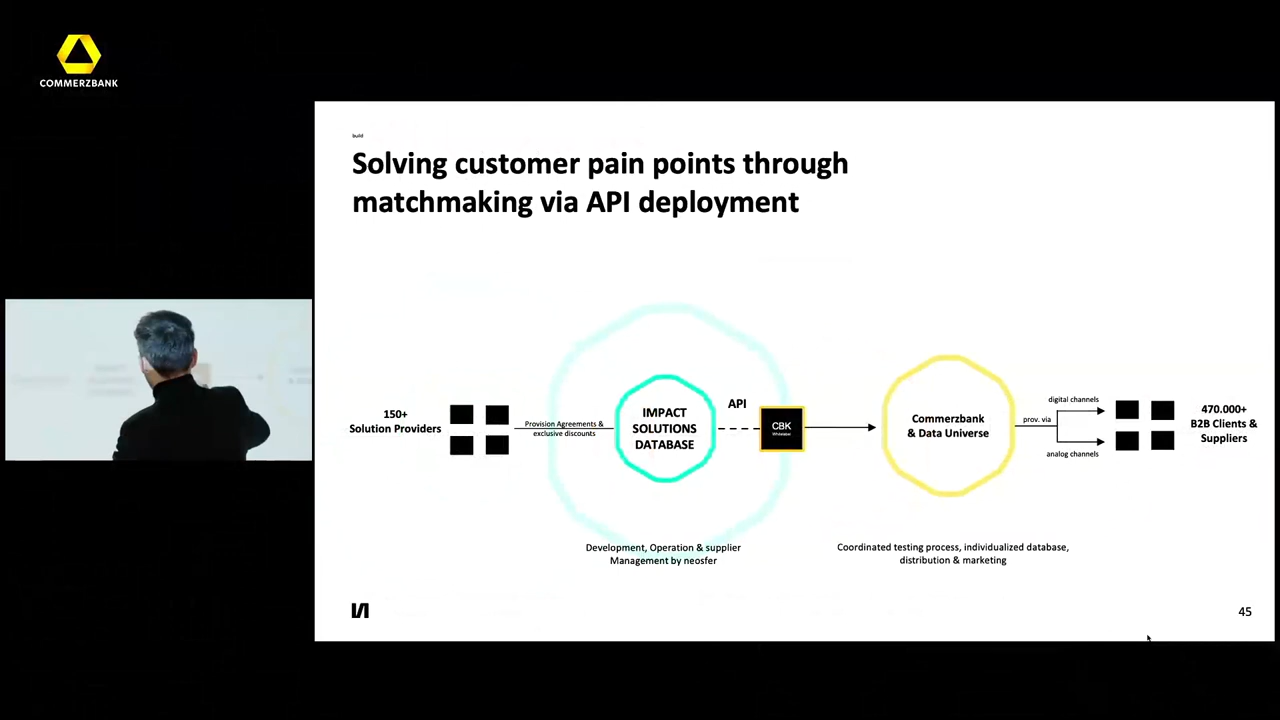 COMMERZBANK
build
Solving customer pain points through
matchmaking via API deployment
150+
Solution Providers
Provision Agreements &
exclusive discounts
IMPACT
SOLUTIONS
DATABASE
API
CBK
Whitelabel
Commerzbank
& Data Universe
prov. via
digital channels
analog channels
470.000+
B2B Clients &
Suppliers
Development, Operation & supplier
Management by neosfer
Coordinated testing process, individualized database,
distribution & marketing
45